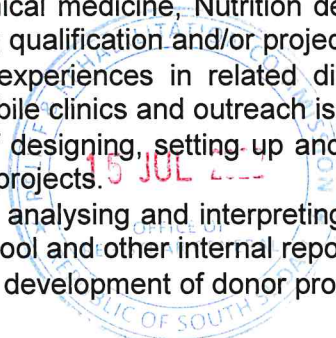 ical medicine, Nutrition de
qualification and/or projec
experiences in related di
bile clinics and outreach is
designing, setting up and
projects.
15 JUL
analysing and interpreting
OFFICE OF
ool and other internal repo
development of donor pro
LIC OF SOUTH